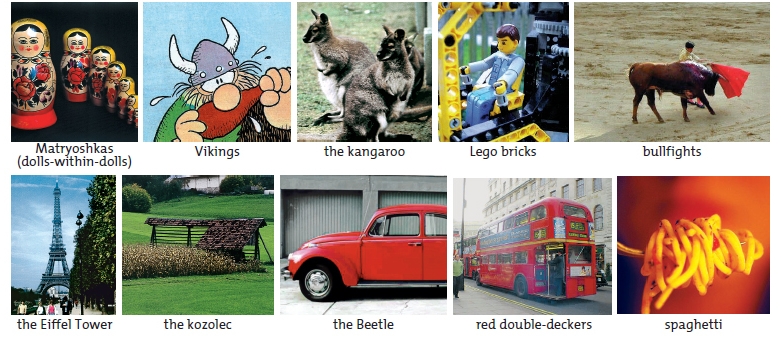 Matryoshkas
(dolls-within-dolls)
Vikings
the kangaroo
Lego bricks
bullfights
the Eiffel Tower
the kozolec
the Beetle
red double-deckers
spaghetti